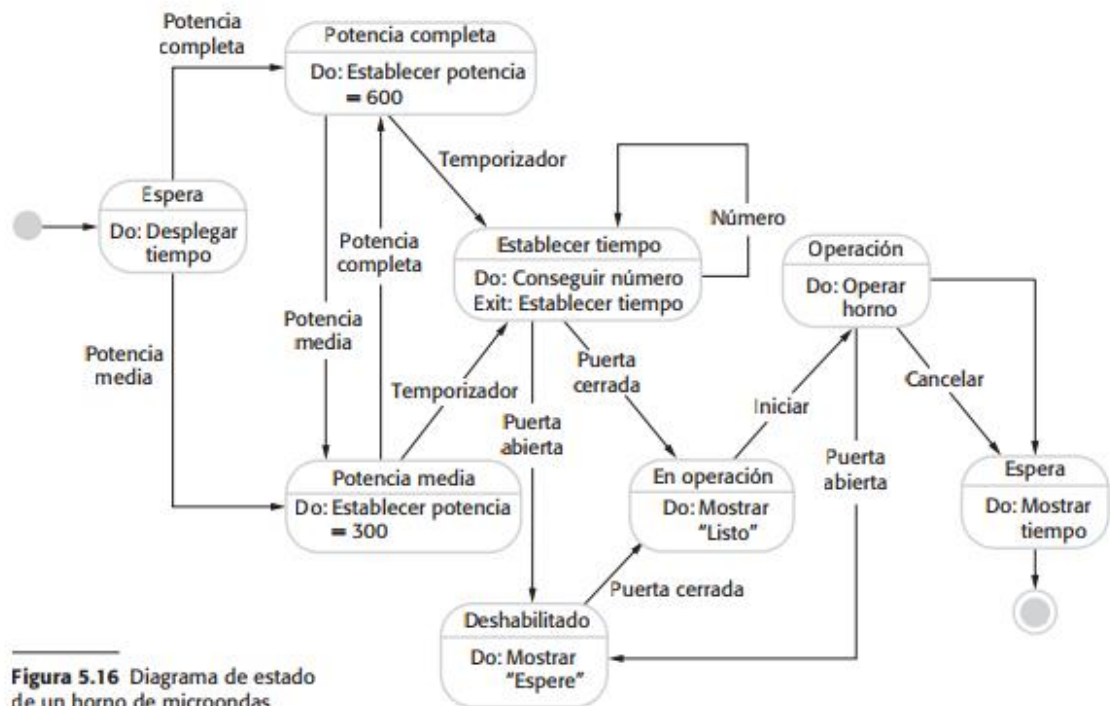 Potencia
completa
Potencia completa
Do: Establecer potencia
= 600
Temporizador
Espera
Do: Desplegar
tiempo
Potencia
completa
Número
Establecer tiempo
Do: Conseguir número
Exit: Establecer tiempo
Operación
Do: Operar
horno
Potencia
media
Potencia
media
Temporizador
Puerta
cerrada
Cancelar
Iniciar
Puerta
abierta
Puerta
abierta
Potencia media
Do: Establecer potencia
= 300
En operación
Do: Mostrar
"Listo"
Espera
Do: Mostrar
tiempo
Puerta cerrada
Deshabilitado
Do: Mostrar
"Espere"
Figura 5.16 Diagrama de estado
de un horno de microondas